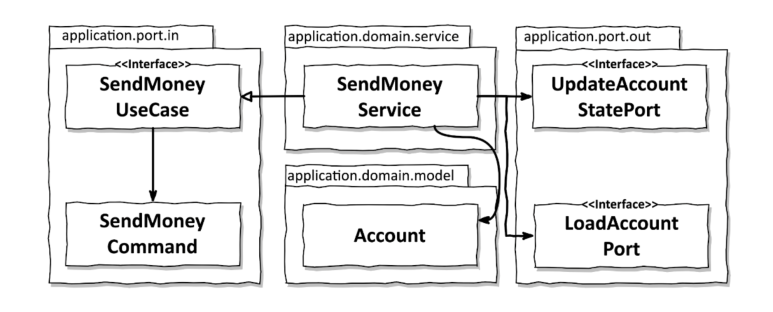 application.port.in
<<Interface>>
SendMoney
UseCase
SendMoney
Command
application.domain.service
SendMoney
Service
application.domain.model
Account
application.port.out
<<Interface>>
UpdateAccount
StatePort
<<Interface>>
LoadAccount
Port